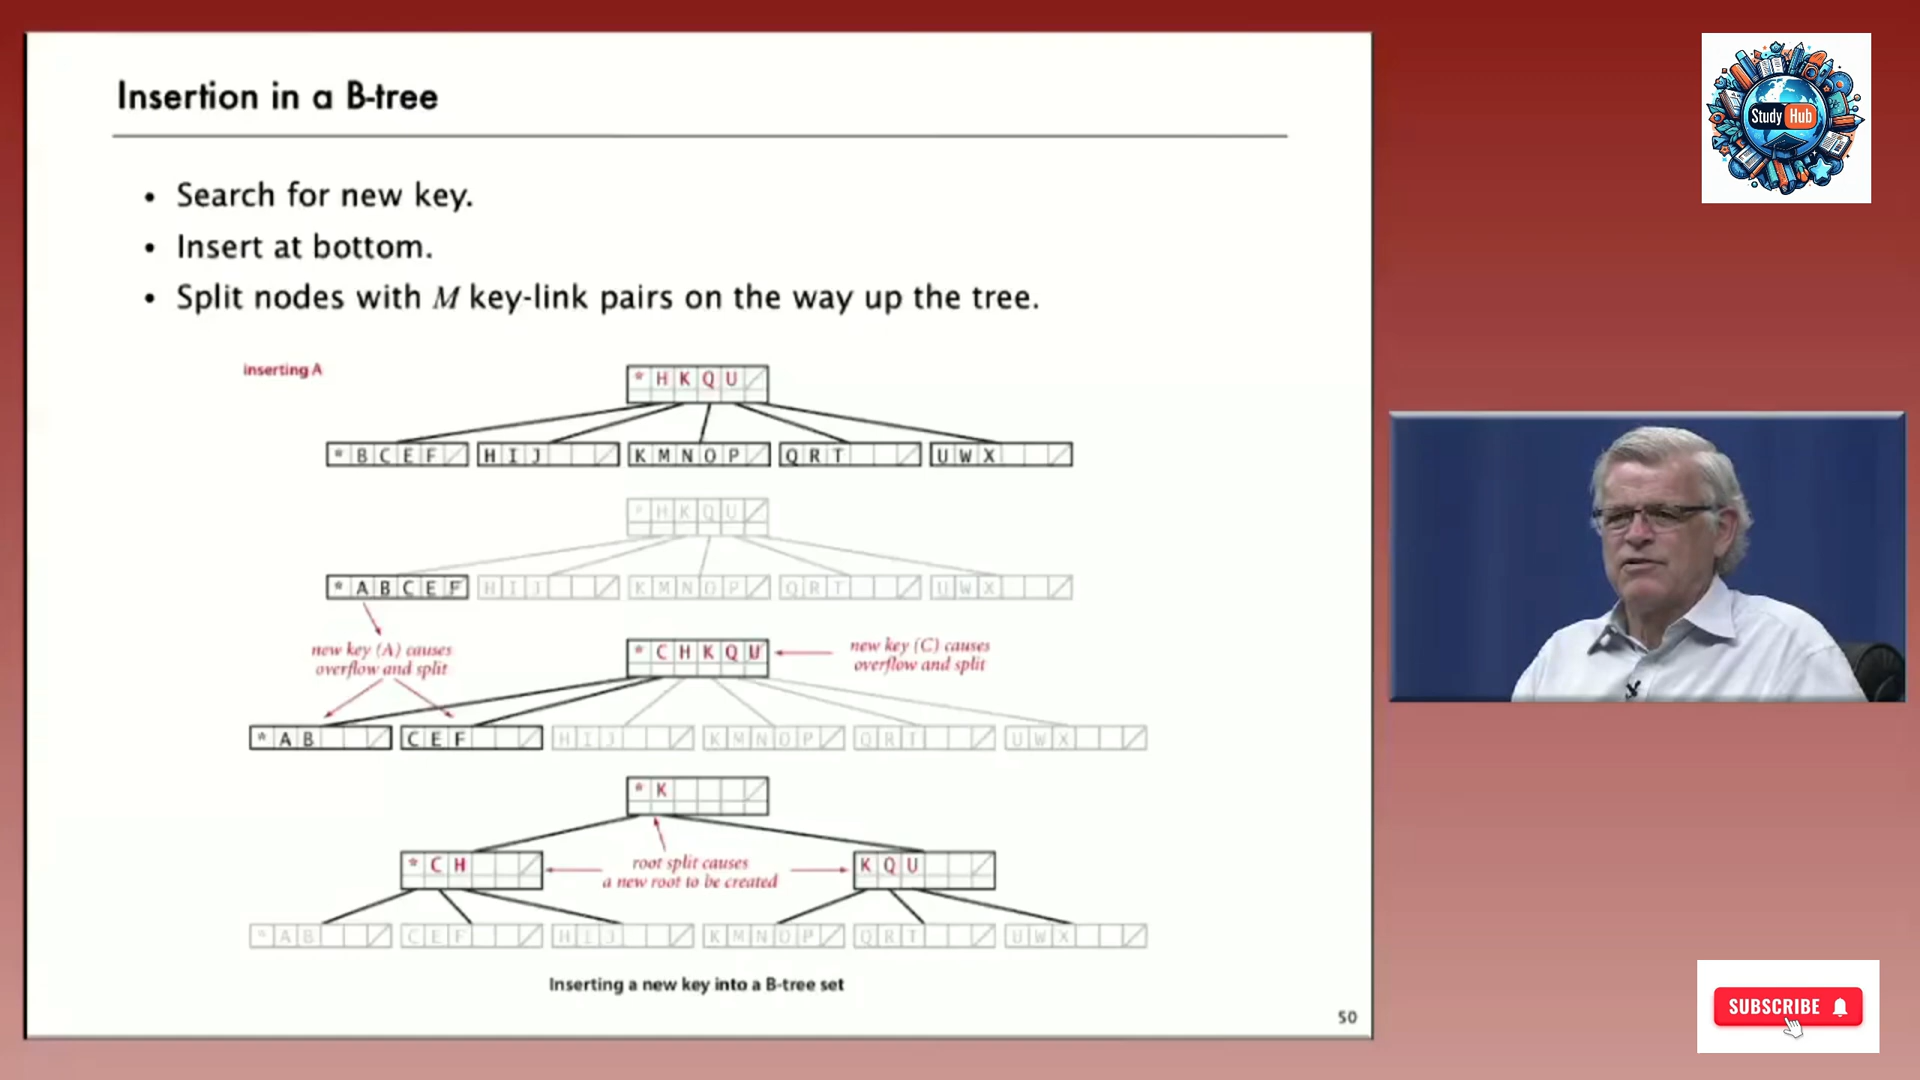 Insertion in a B-tree
Study Hub
• Search for new key.
• Insert at bottom.
• Split nodes with M key-link pairs on the way up the tree.
inserting A
* H K Q U
* B C E F H I J K M N O P Q R T U W X
* H K Q U
* A B C E F H I J K M N O P Q R T U W X
new key (A) causes
overflow and split
* C H K Q U
new key (C) causes
overflow and split
* A B C E F H I J K M N O P Q R T U W X
* K
* C H
root split causes
a new root to be created
K Q U
* A B C E F H I J K M N O P Q R T U W X
Inserting a new key into a B-tree set
50
SUBSCRIBE